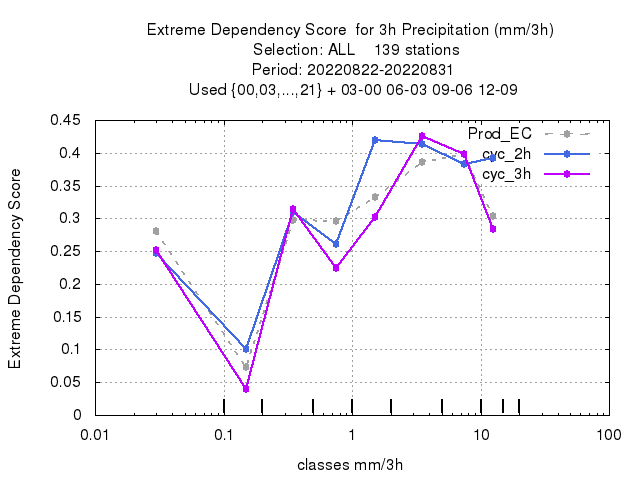 Extreme Dependency Score  for 3h Precipitation (mm/3h)
Selection: ALL    139 stations
Period: 20220822-20220831
Used {00,03,...,21} + 03-00 06-03 09-06 12-09
Prod_EC
cyc_2h
cyc_3h
0.45
0.4
0.35
0.3
0.25
0.2
0.15
0.1
0.05
0
Extreme Dependency Score
0.01 0.1 1 10 100
classes mm/3h